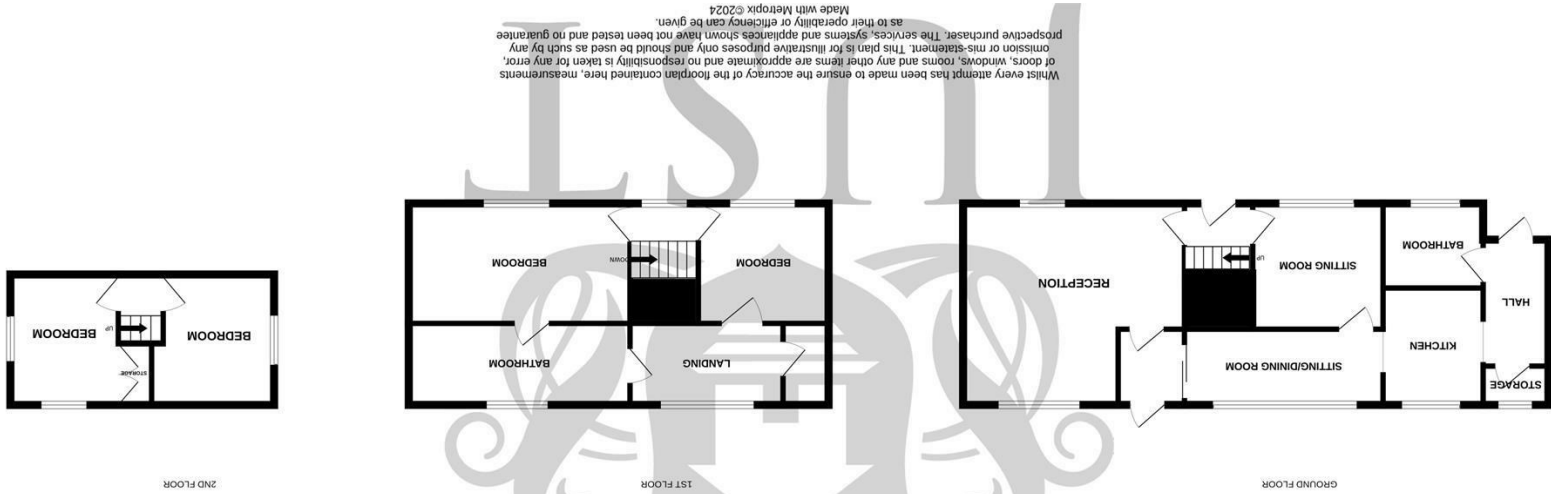 GROUND FLOOR
STORAGE
HALL
KITCHEN
BATHROOM
SITTING/DINING ROOM
SITTING ROOM
UP
RECEPTION
1ST FLOOR
LANDING
BATHROOM
BEDROOM
DOWN
BEDROOM
2ND FLOOR
STORAGE
BEDROOM
UP
BEDROOM
Whilst every attempt has been made to ensure the accuracy of the floorplan contained here, measurements
of doors, windows, rooms and any other items are approximate and no responsibility is taken for any error,
omission or mis-statement. This plan is for illustrative purposes only and should be used as such by any
prospective purchaser. The services, systems and appliances shown have not been tested and no guarantee
as to their operability or efficiency can be given.
Made with Metropix ©2024